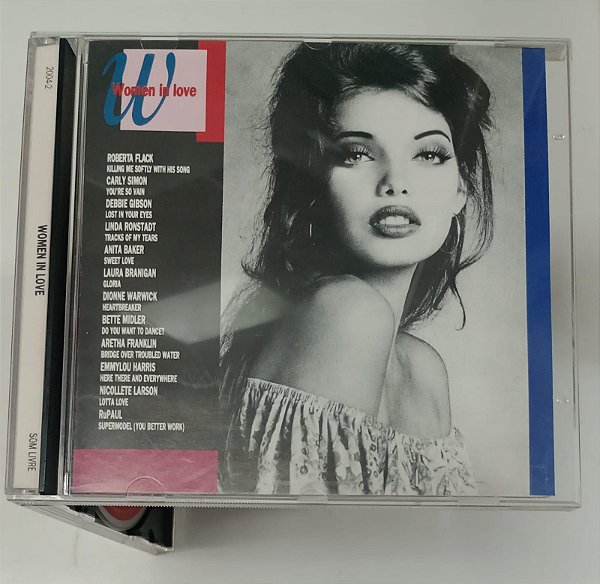 2004-2
WOMEN IN LOVE
SOM LIVRE
W
Women in love
ROBERTA FLACK
KILLING ME SOFTLY WITH HIS SONG
CARLY SIMON
YOU'RE SO VAIN
DEBBIE GIBSON
LOST IN YOUR EYES
LINDA RONSTADT
TRACKS OF MY TEARS
ANITA BAKER
SWEET LOVE
LAURA BRANIGAN
GLORIA
DIONNE WARWICK
HEARTBREAKER
BETTE MIDLER
DO YOU WANT TO DANCE?
ARETHA FRANKLIN
BRIDGE OVER TROUBLED WATER
EMMYLOU HARRIS
HERE THERE AND EVERYWHERE
NICOLLETE LARSON
LOTTA LOVE
RuPAUL
SUPERMODEL (YOU BETTER WORK)